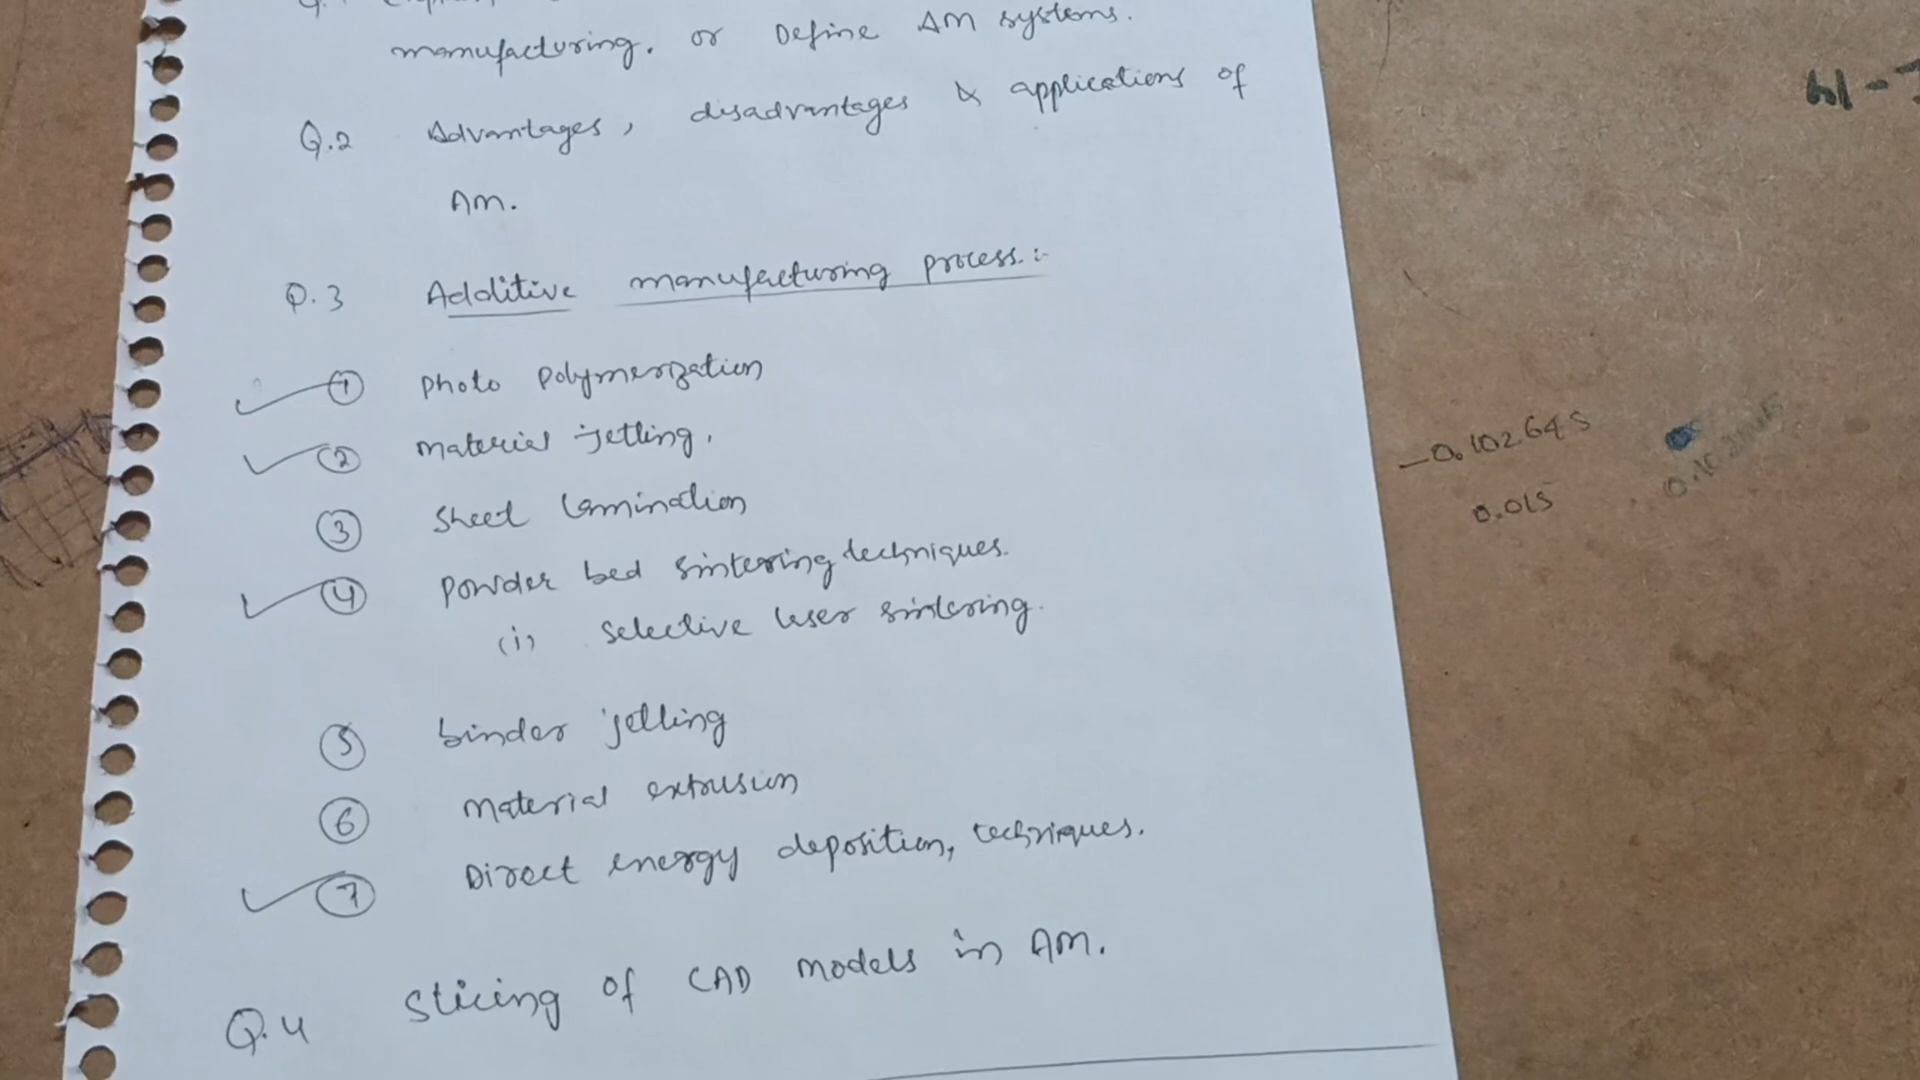 manufacturing. or Define AM systems.
Q.2 Advantages, disadvantages & applications of
AM.
Q.3 Additive manufacturing process :-
1 Photo Polymerization
2 Material jetting.
3 Sheet lamination
4 Powder bed sintering techniques.
(i) Selective laser sintering.
5 binder jetting
6 Material extrusion
7 Direct energy deposition, techniques.
Q.4 Slicing of CAD Models in AM.
-0.102645
0.015